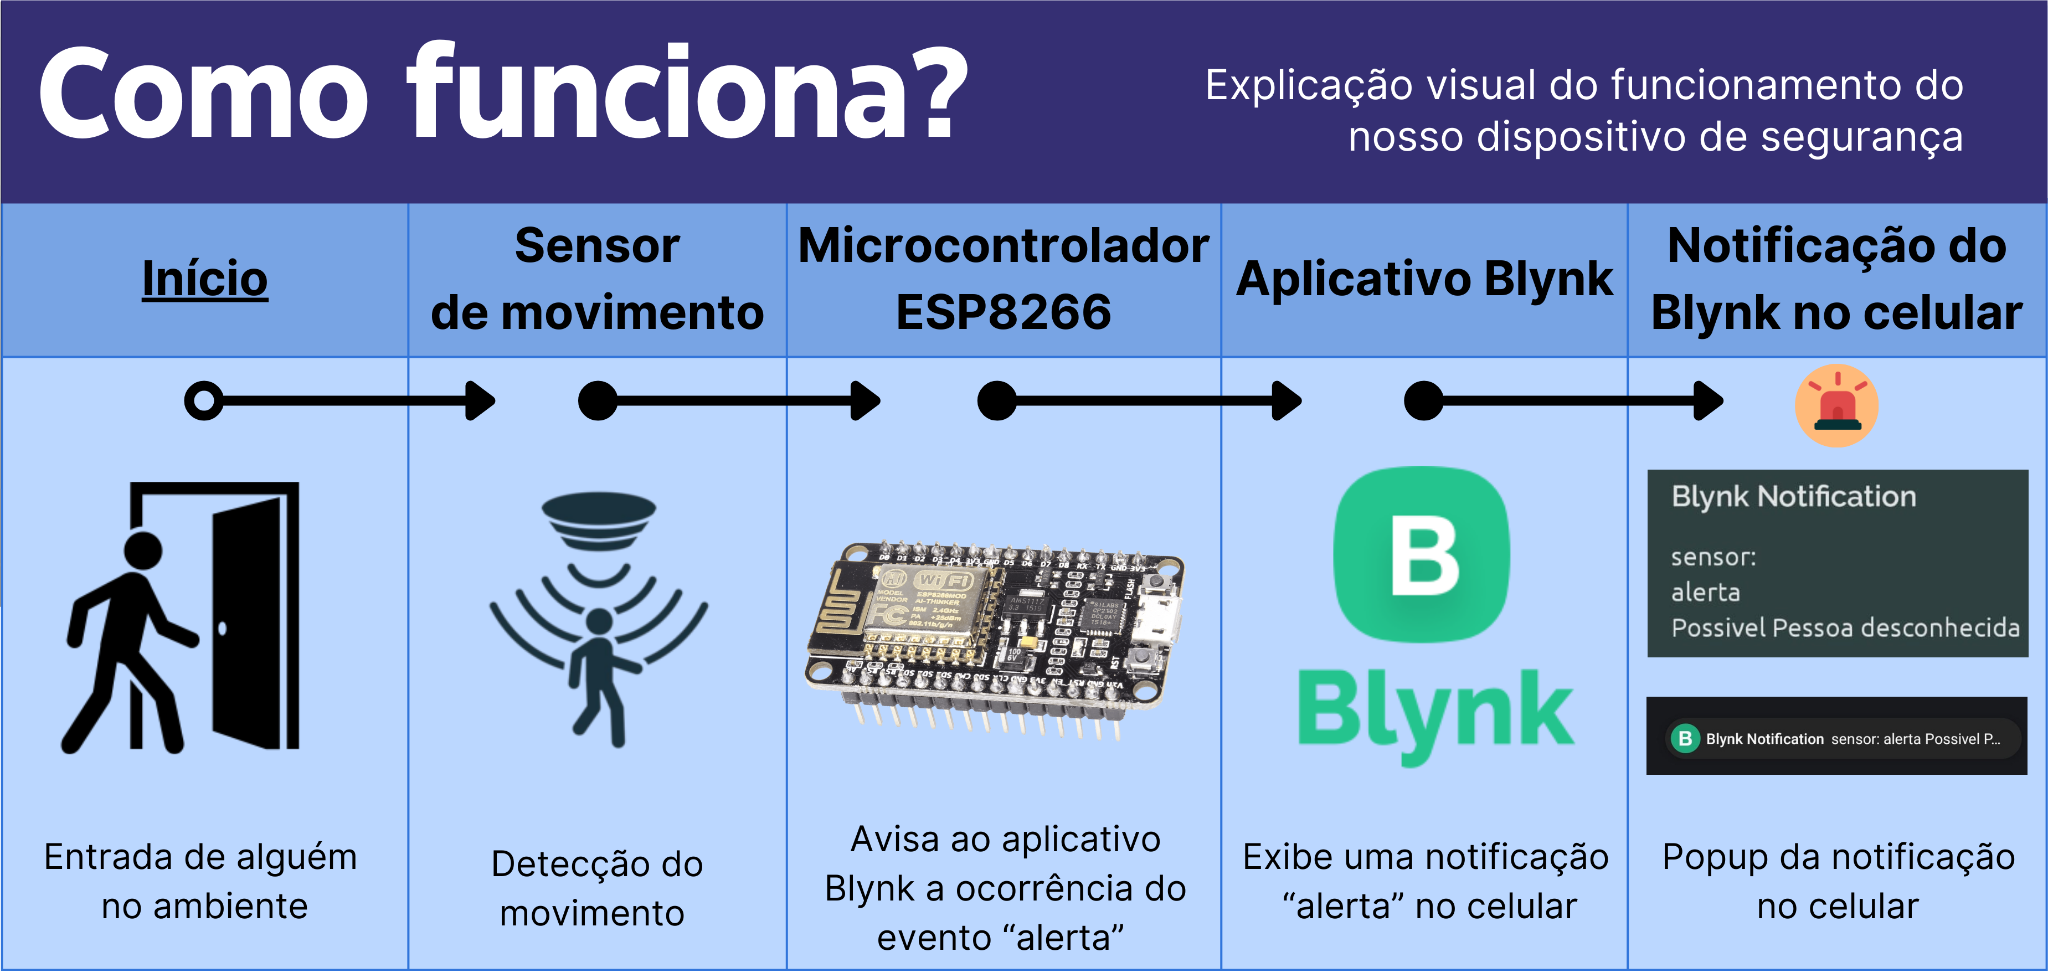 Como funciona?
Explicação visual do funcionamento do
nosso dispositivo de segurança
Início
Sensor
de movimento
Microcontrolador
ESP8266
Aplicativo Blynk
Notificação do
Blynk no celular
Blynk Notification
sensor:
alerta
Possivel Pessoa desconhecida
B
Blynk
B Blynk Notification sensor: alerta Possivel P...
WiFi
Entrada de alguém
no ambiente
Detecção do
movimento
Avisa ao aplicativo
Blynk a ocorrência do
evento “alerta”
Exibe uma notificação
“alerta” no celular
Popup da notificação
no celular